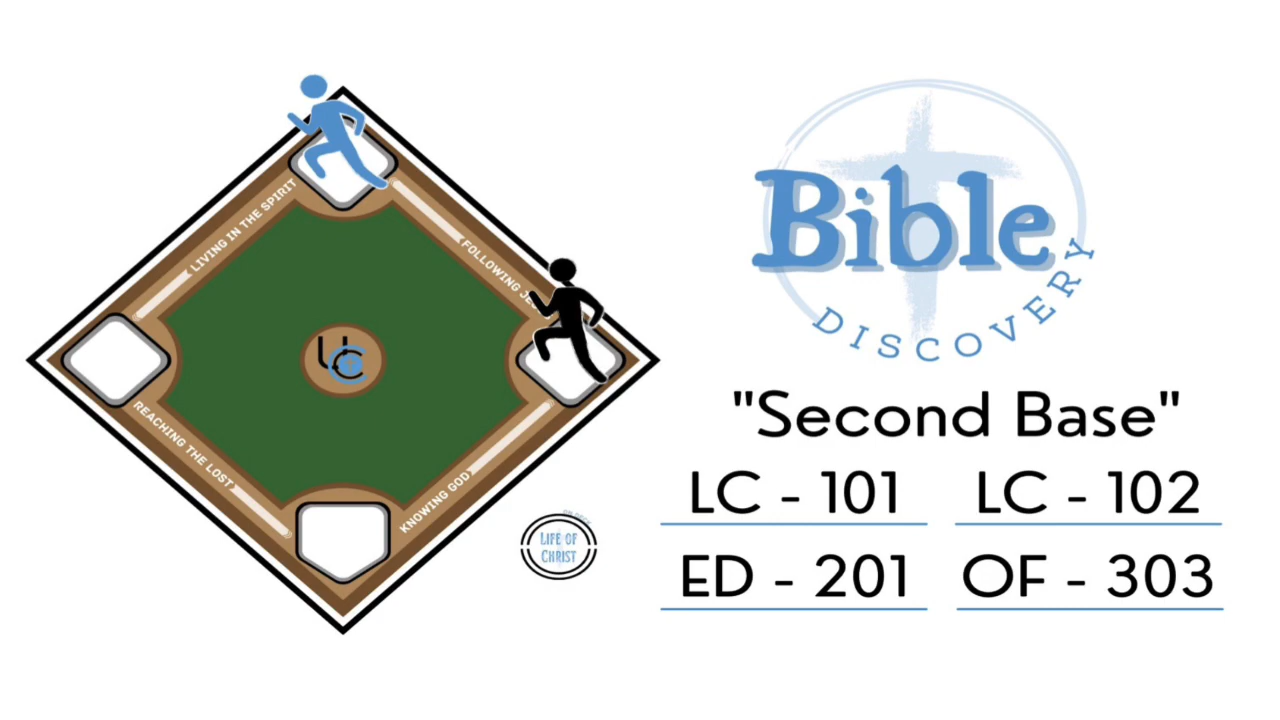 LIVING IN THE SPIRIT
FOLLOWING
REACHING THE LOST
KNOWING GOD
LIFE OF
CHRIST
Bible
DISCOVERY
"Second Base"
LC - 101 LC - 102
ED - 201 OF - 303